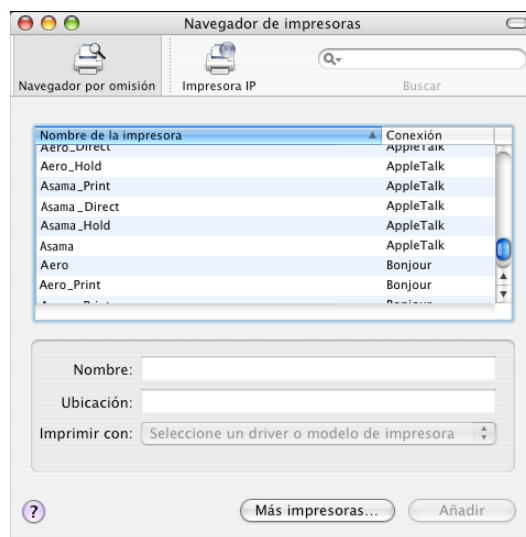 Navegador de impresoras
Navegador por omisión
Impresora IP
Buscar
Nombre de la impresora Conexión
Aero_Direct AppleTalk
Aero_Hold AppleTalk
Asama_Print AppleTalk
Asama_Direct AppleTalk
Asama_Hold AppleTalk
Asama AppleTalk
Aero Bonjour
Aero_Print Bonjour
Bonjour
Nombre:
Ubicación:
Imprimir con: Seleccione un driver o modelo de impresora
? Más impresoras... Añadir